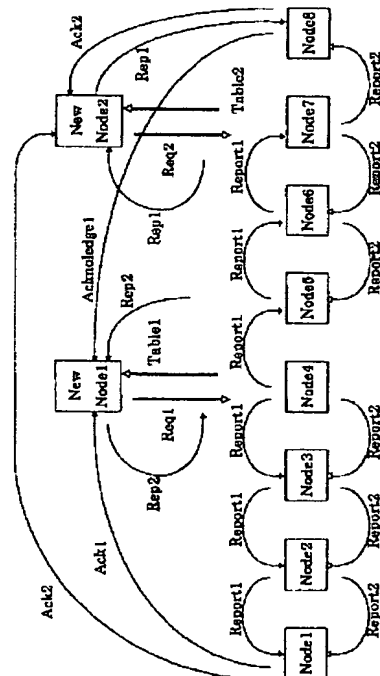 Ack2
Ack2
Ack1
New
Node1
New
Node2
Acknoledge1
Rep1
Rep2
Req1
Table1
Rep2
Rep1
Req2
Table2
Report1
Report1
Report1
Report1
Report1
Report1
Node1
Node2
Node3
Node4
Node5
Node6
Node7
Node8
Report2
Report2
Report2
Report2
Report2
Report2